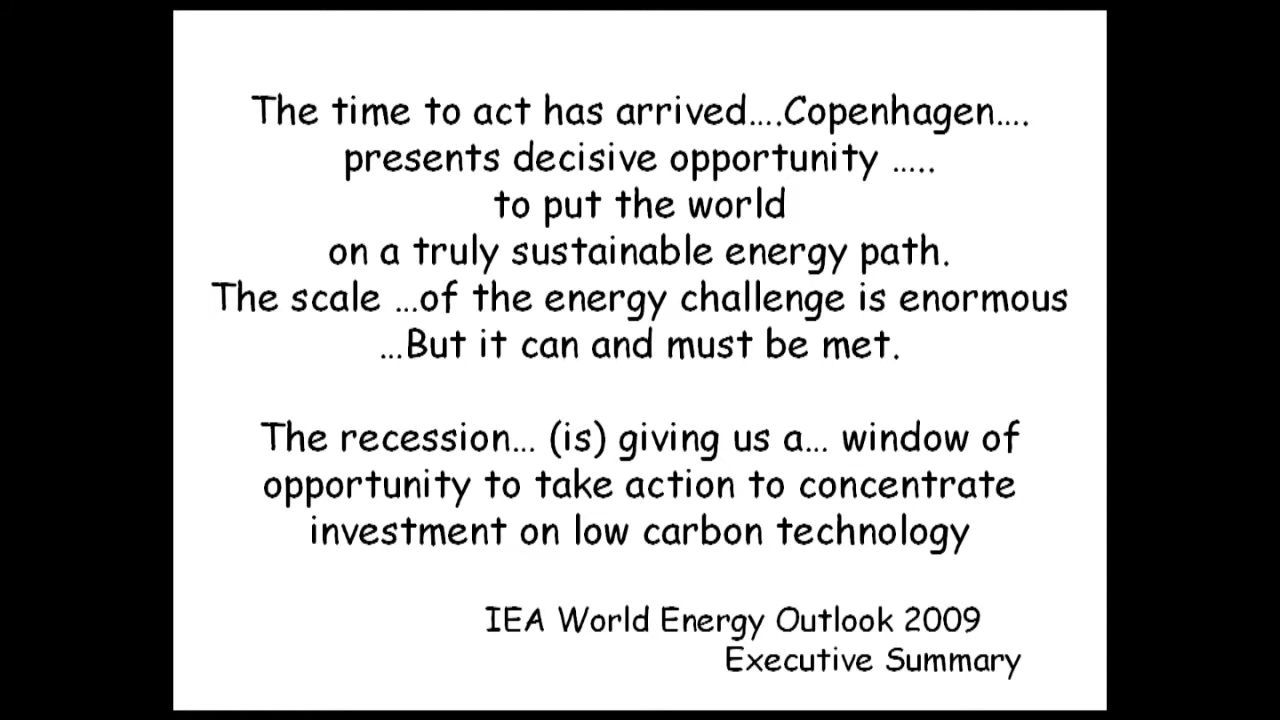 The time to act has arrived....Copenhagen....
presents decisive opportunity .....
to put the world
on a truly sustainable energy path.
The scale ...of the energy challenge is enormous
...But it can and must be met.
The recession... (is) giving us a... window of
opportunity to take action to concentrate
investment on low carbon technology
IEA World Energy Outlook 2009
Executive Summary